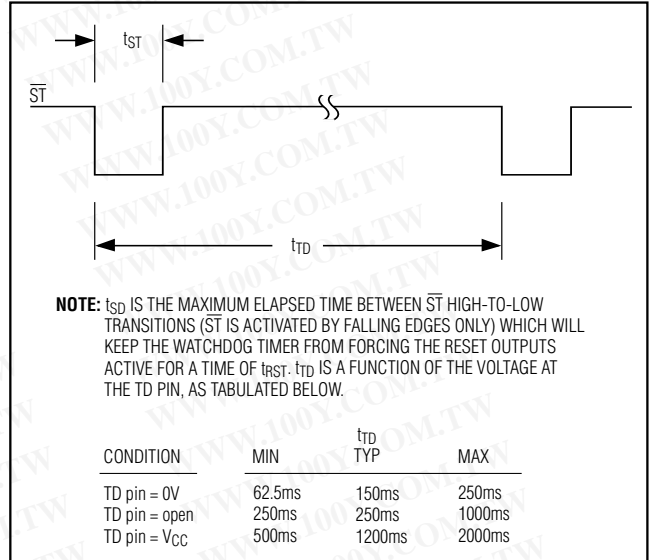 tST
ST
tTD
NOTE: tSD IS THE MAXIMUM ELAPSED TIME BETWEEN ST HIGH-TO-LOW
TRANSITIONS (ST IS ACTIVATED BY FALLING EDGES ONLY) WHICH WILL
KEEP THE WATCHDOG TIMER FROM FORCING THE RESET OUTPUTS
ACTIVE FOR A TIME OF tRST. tTD IS A FUNCTION OF THE VOLTAGE AT
THE TD PIN, AS TABULATED BELOW.
tTD
CONDITION MIN TYP MAX
TD pin = 0V 62.5ms 150ms 250ms
TD pin = open 250ms 250ms 1000ms
TD pin = VCC 500ms 1200ms 2000ms
WWW.100Y.COM.TW